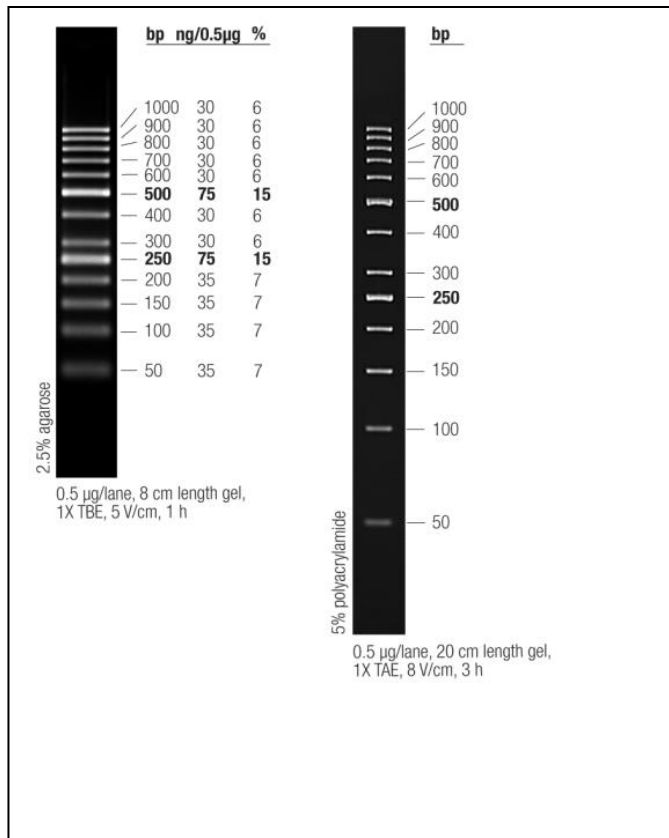 bp ng/0.5µg %
1000 30 6
900 30 6
800 30 6
700 30 6
600 30 6
500 75 15
400 30 6
300 30 6
250 75 15
200 35 7
150 35 7
100 35 7
50 35 7
2.5% agarose
0.5 µg/lane, 8 cm length gel,
1X TBE, 5 V/cm, 1 h
bp
1000
900
800
700
600
500
400
300
250
200
150
100
50
5% polyacrylamide
0.5 µg/lane, 20 cm length gel,
1X TAE, 8 V/cm, 3 h